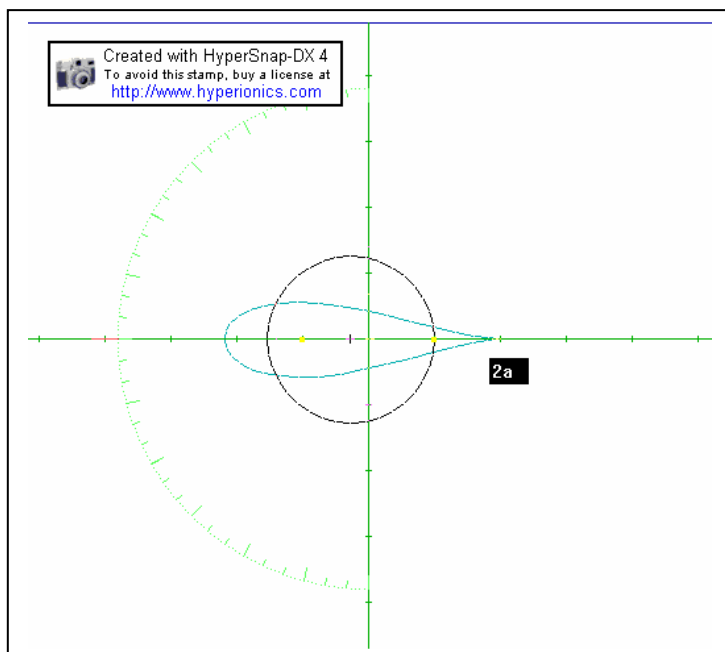 Created with HyperSnap-DX 4
To avoid this stamp, buy a license at
http://www.hyperionics.com
2a